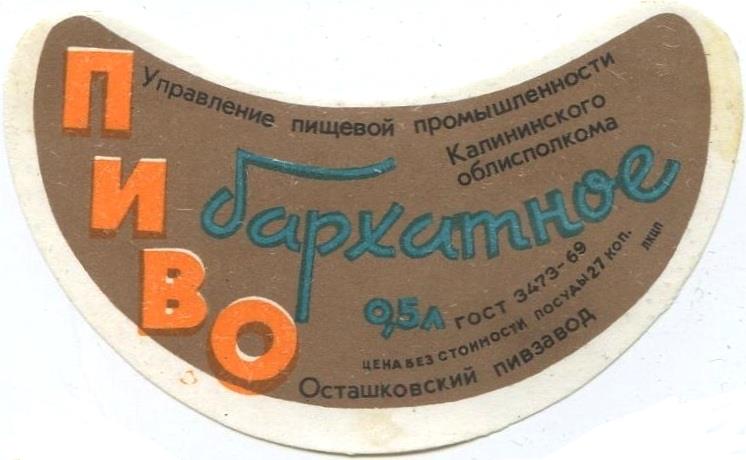 ПИВО
Управление пищевой промышленности
Калининского
облисполкома
бархатное
0,5л ГОСТ 3473-69
ЦЕНА БЕЗ СТОИМОСТИ ПОСУДЫ 27 КОП.
ЛКЦП
Осташковский пивзавод